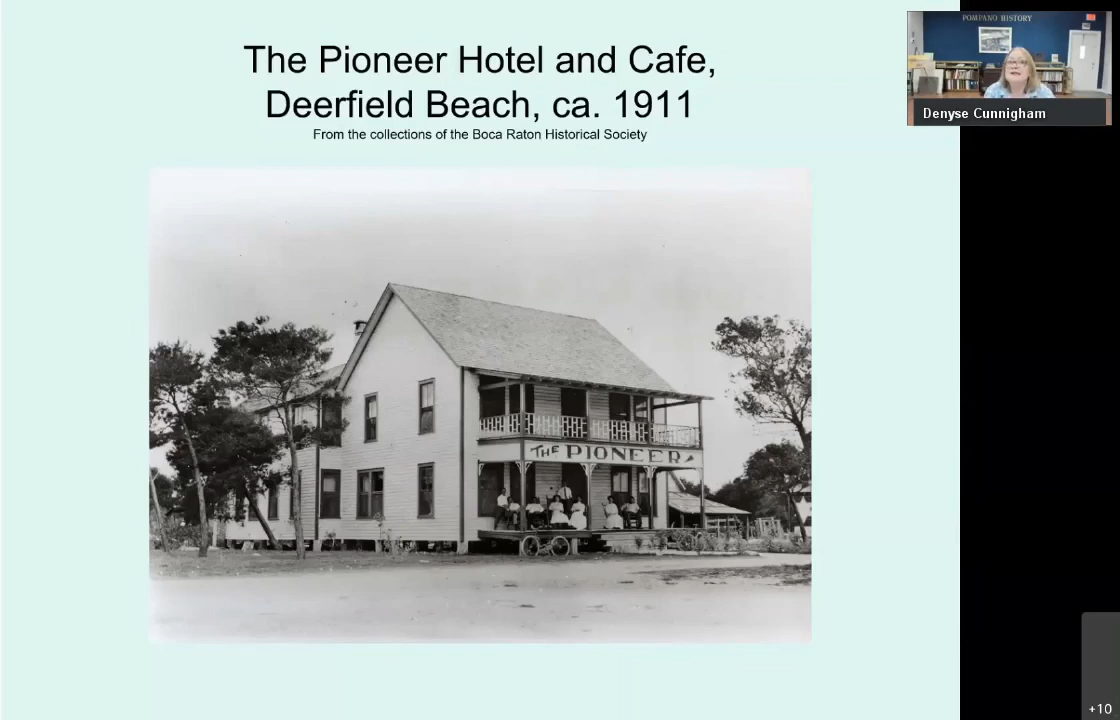 The Pioneer Hotel and Cafe,
Deerfield Beach, ca. 1911
From the collections of the Boca Raton Historical Society
POMPANO HISTORY
Denyse Cunnigham
THE PIONEER
+10